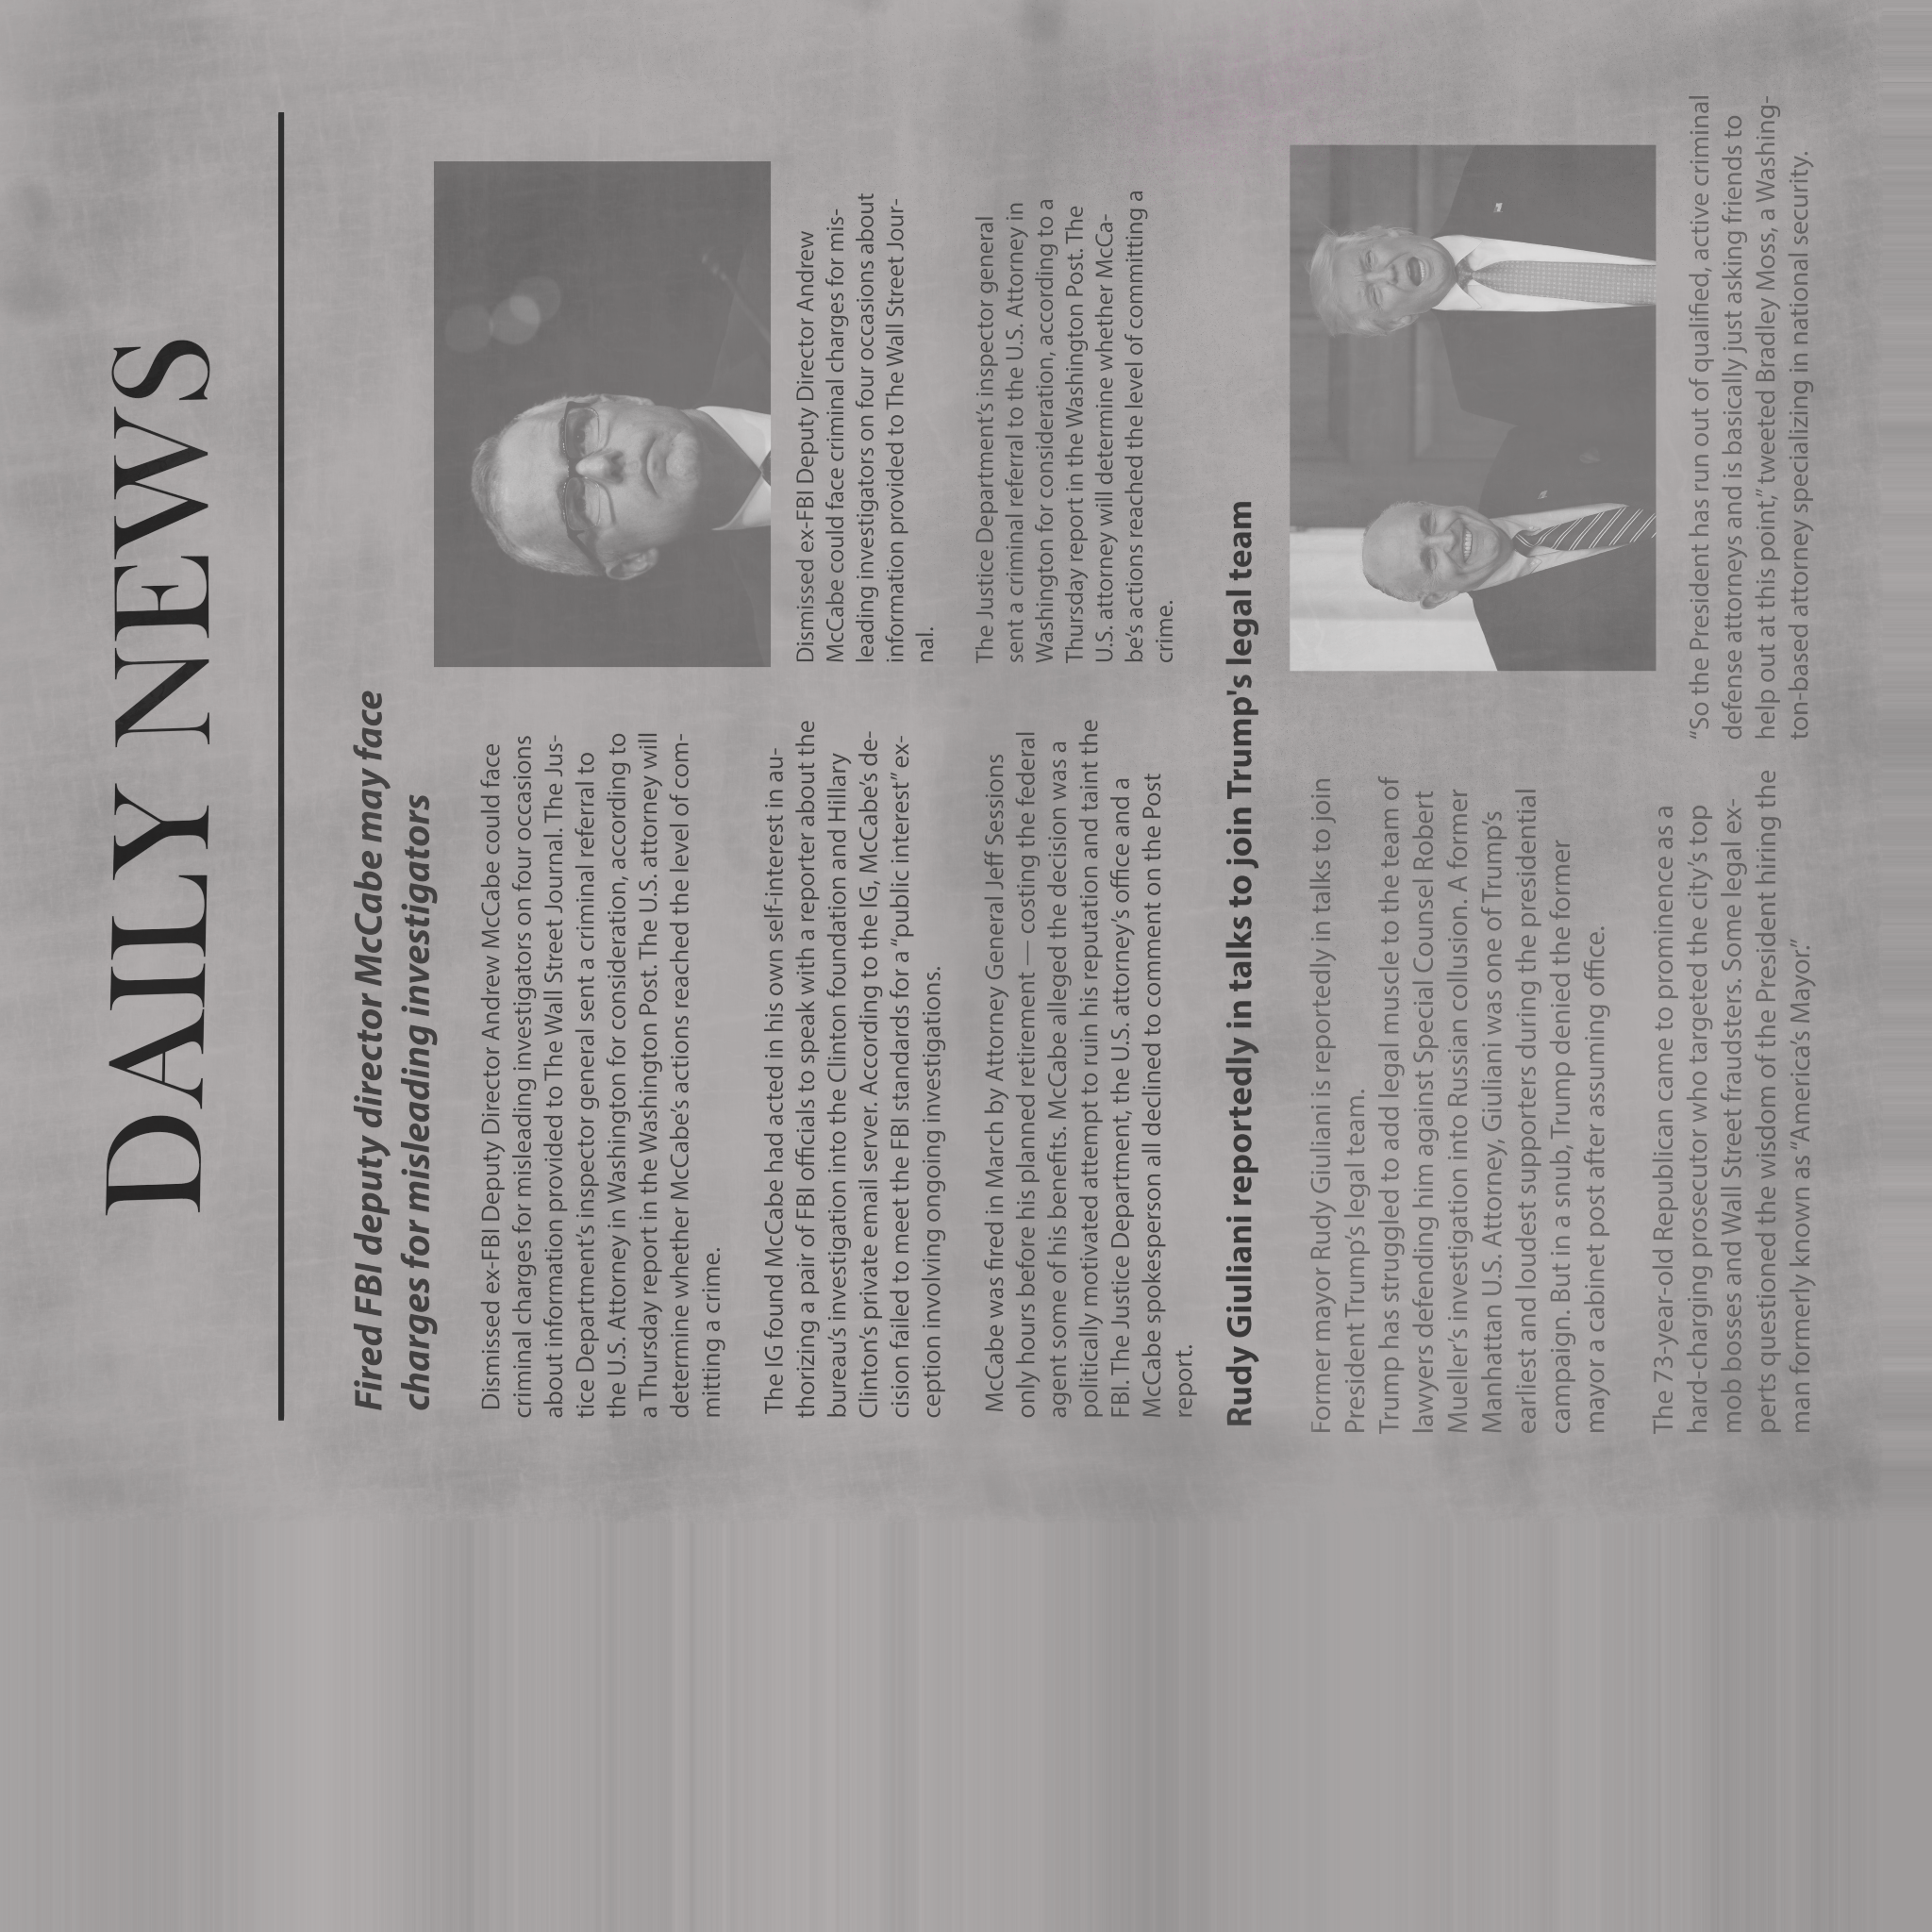 DAILY NEWS
Fired FBI deputy director McCabe may face
charges for misleading investigators
Dismissed ex-FBI Deputy Director Andrew McCabe could face
criminal charges for misleading investigators on four occasions
about information provided to The Wall Street Journal. The Jus-
tice Department's inspector general sent a criminal referral to
the U.S. Attorney in Washington for consideration, according to
a Thursday report in the Washington Post. The U.S. attorney will
determine whether McCabe's actions reached the level of com-
mitting a crime.
The IG found McCabe had acted in his own self-interest in au-
thorizing a pair of FBI officials to speak with a reporter about the
bureau's investigation into the Clinton foundation and Hillary
Clinton's private email server. According to the IG, McCabe's de-
cision failed to meet the FBI standards for a “public interest” ex-
ception involving ongoing investigations.
McCabe was fired in March by Attorney General Jeff Sessions
only hours before his planned retirement — costing the federal
agent some of his benefits. McCabe alleged the decision was a
politically motivated attempt to ruin his reputation and taint the
FBI. The Justice Department, the U.S. attorney's office and a
McCabe spokesperson all declined to comment on the Post
report.
Dismissed ex-FBI Deputy Director Andrew
McCabe could face criminal charges for mis-
leading investigators on four occasions about
information provided to The Wall Street Jour-
nal.
The Justice Department's inspector general
sent a criminal referral to the U.S. Attorney in
Washington for consideration, according to a
Thursday report in the Washington Post. The
U.S. attorney will determine whether McCa-
be's actions reached the level of committing a
crime.
Rudy Giuliani reportedly in talks to join Trump's legal team
Former mayor Rudy Giuliani is reportedly in talks to join
President Trump's legal team.
Trump has struggled to add legal muscle to the team of
lawyers defending him against Special Counsel Robert
Mueller's investigation into Russian collusion. A former
Manhattan U.S. Attorney, Giuliani was one of Trump's
earliest and loudest supporters during the presidential
campaign. But in a snub, Trump denied the former
mayor a cabinet post after assuming office.
The 73-year-old Republican came to prominence as a
hard-charging prosecutor who targeted the city's top
mob bosses and Wall Street fraudsters. Some legal ex-
perts questioned the wisdom of the President hiring the
man formerly known as “America's Mayor.”
“So the President has run out of qualified, active criminal
defense attorneys and is basically just asking friends to
help out at this point,” tweeted Bradley Moss, a Washing-
ton-based attorney specializing in national security.